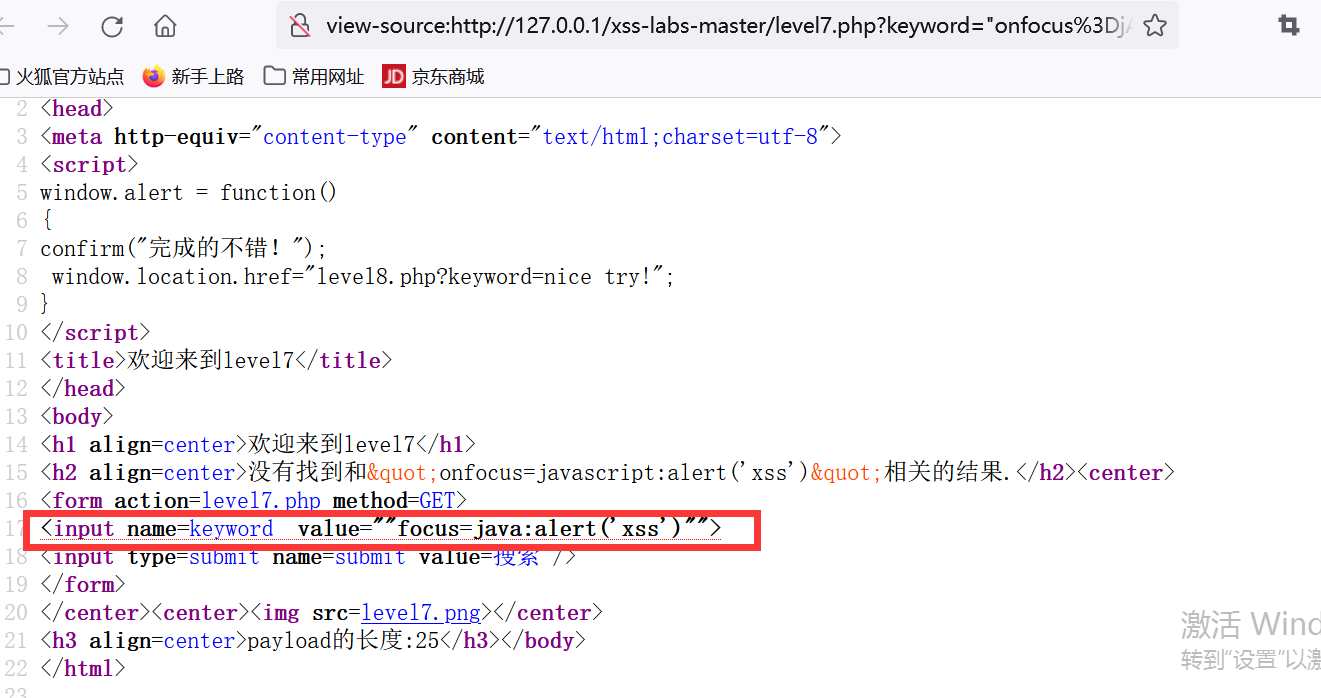 view-source:http://127.0.0.1/xss-labs-master/level7.php?keyword="onfocus%3Dj
火狐官方站点 新手上路 常用网址 JD 京东商城
2 <head>
3 <meta http-equiv="content-type" content="text/html;charset=utf-8">
4 <script>
5 window.alert = function()
6 {
7 confirm("完成的不错！");
8 window.location.href="level8.php?keyword=nice try!";
9 }
10 </script>
11 <title>欢迎来到level7</title>
12 </head>
13 <body>
14 <h1 align=center>欢迎来到level7</h1>
15 <h2 align=center>没有找到和&quot;onfocus=javascript:alert('xss')&quot;相关的结果.</h2><center>
16 <form action=level7.php method=GET>
17 <input name=keyword  value=""focus=java:alert('xss')"">
18 <input type=submit name=submit value=搜索 />
19 </form>
20 </center><center><img src=level7.png></center>
21 <h3 align=center>payload的长度:25</h3></body>
22 </html>
23
激活 Wind
转到"设置"以激